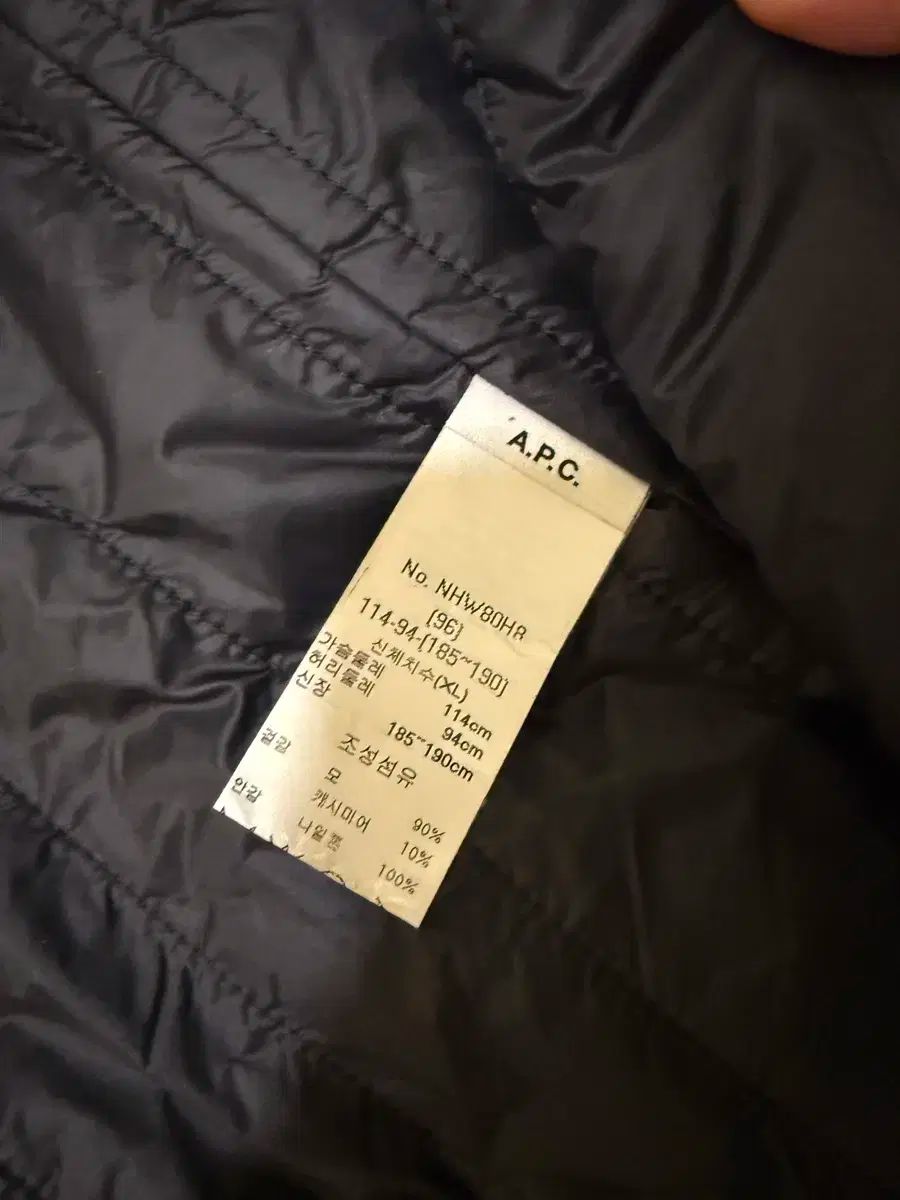 A.P.C.
No. NHW80H8
(96)
114-94-(185~190)
신체치수(XL)
가슴둘레 114cm
허리둘레 94cm
신장 185~190cm
조성섬유
겉감 모 90%
캐시미어 10%
안감 나일론 100%